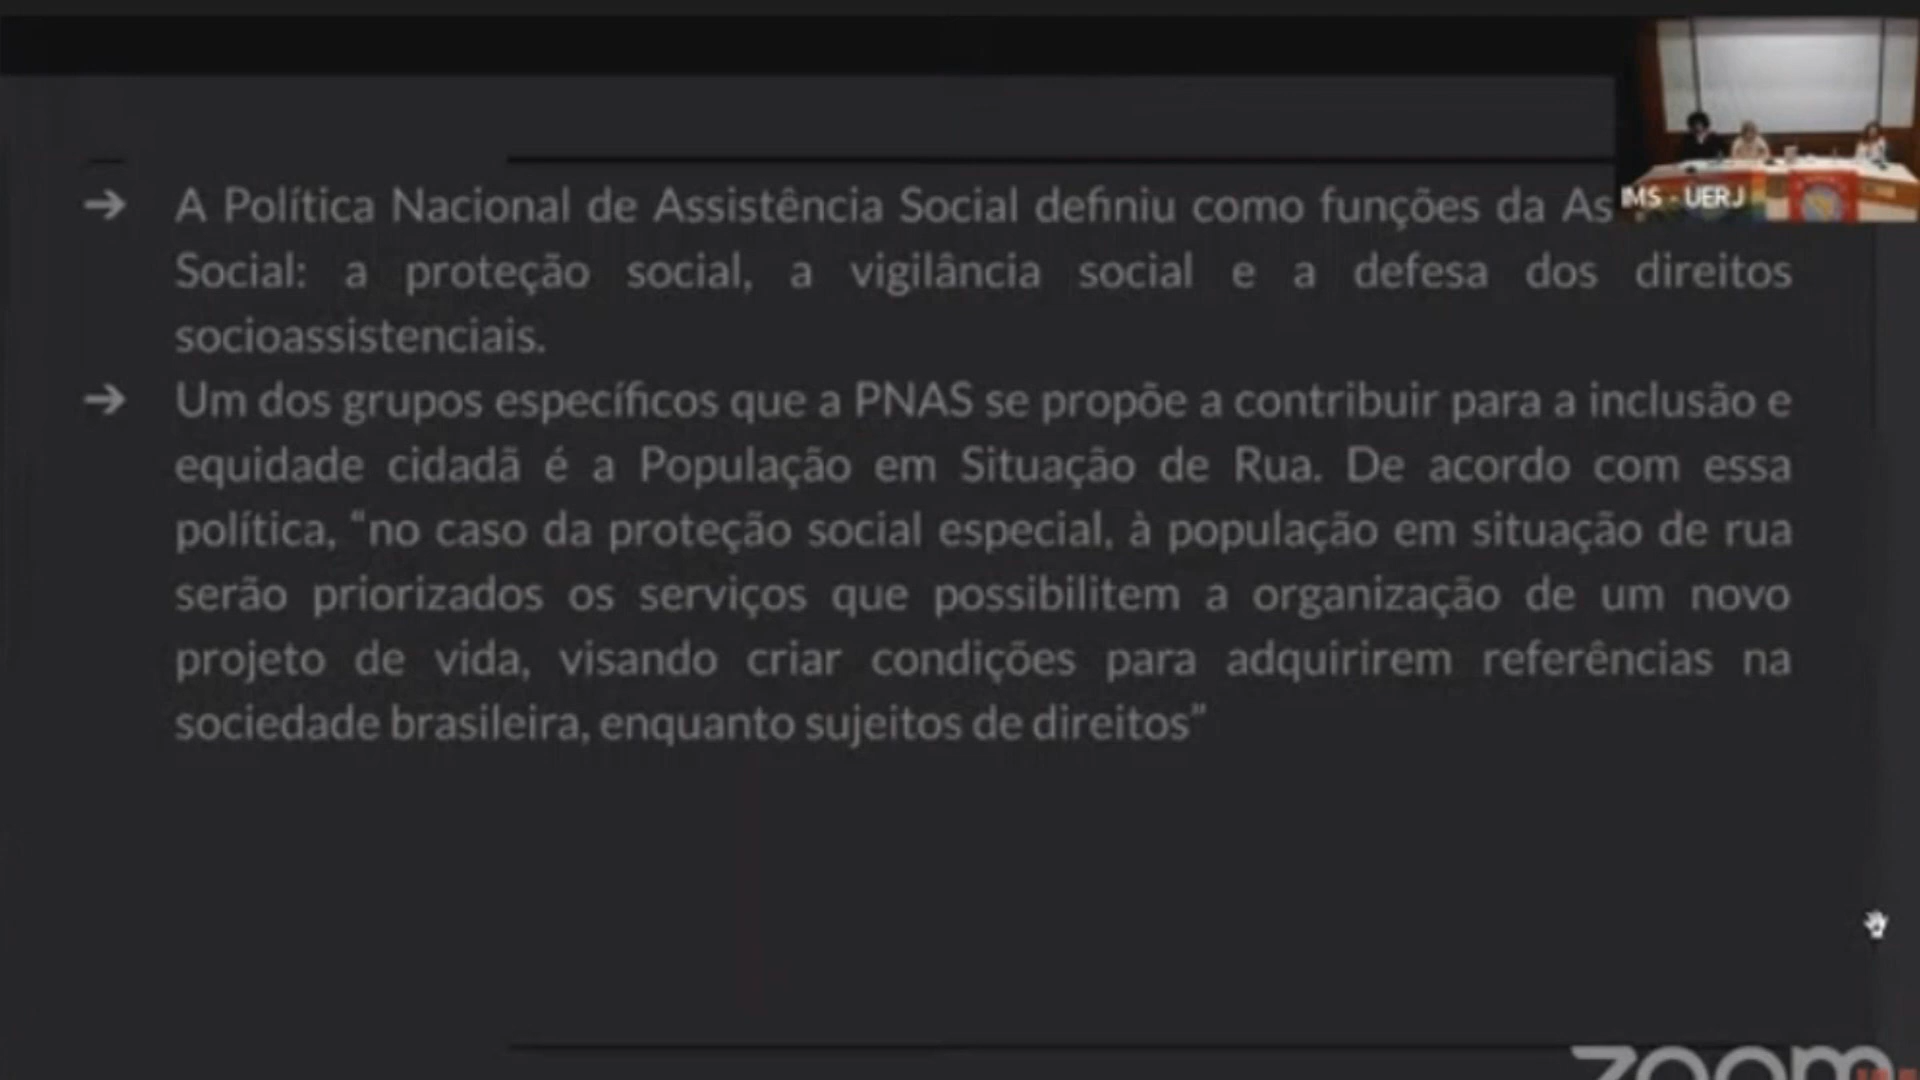 A Política Nacional de Assistência Social definiu como funções da As
IMS - UERJ
Social: a proteção social, a vigilância social e a defesa dos direitos
socioassistenciais.
Um dos grupos específicos que a PNAS se propõe a contribuir para a inclusão e
equidade cidadã é a População em Situação de Rua. De acordo com essa
política, “no caso da proteção social especial, à população em situação de rua
serão priorizados os serviços que possibilitem a organização de um novo
projeto de vida, visando criar condições para adquirirem referências na
sociedade brasileira, enquanto sujeitos de direitos”
zoom